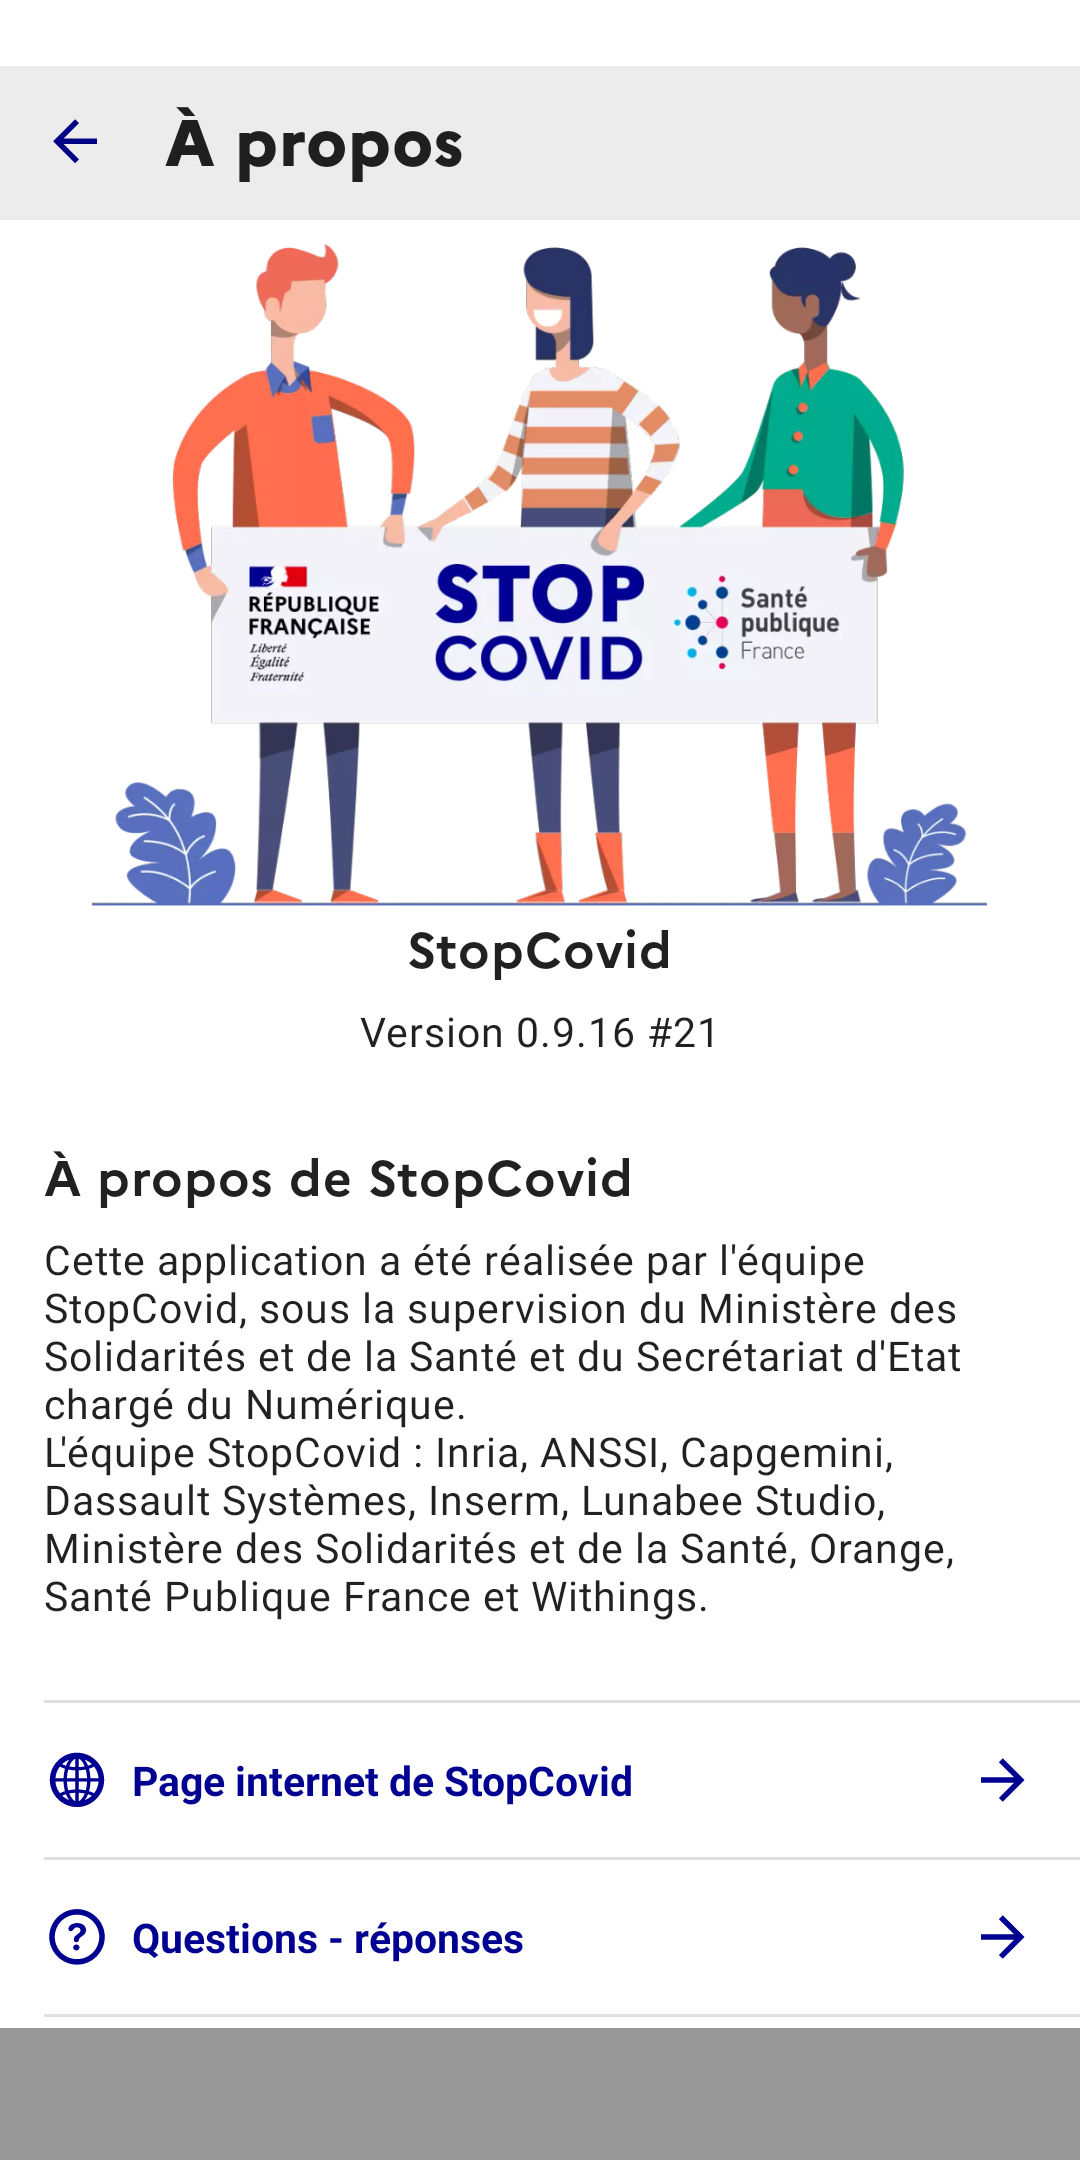 À propos
RÉPUBLIQUE
FRANÇAISE
Liberté
Égalité
Fraternité
STOP
COVID
Santé
publique
France
StopCovid
Version 0.9.16 #21
À propos de StopCovid
Cette application a été réalisée par l'équipe
StopCovid, sous la supervision du Ministère des
Solidarités et de la Santé et du Secrétariat d'Etat
chargé du Numérique.
L'équipe StopCovid : Inria, ANSSI, Capgemini,
Dassault Systèmes, Inserm, Lunabee Studio,
Ministère des Solidarités et de la Santé, Orange,
Santé Publique France et Withings.
Page internet de StopCovid
Questions - réponses